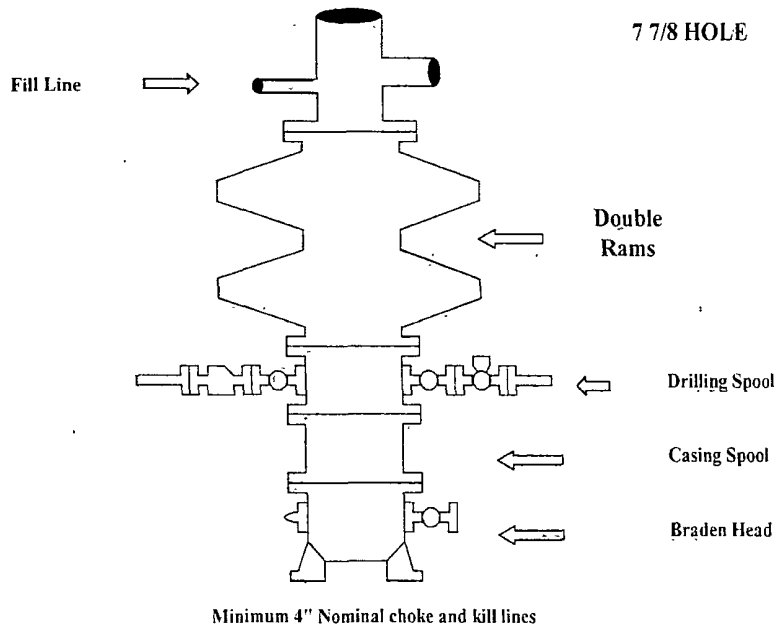 7 7/8 HOLE
Fill Line
Double
Rams
Drilling Spool
Casing Spool
Braden Head
Minimum 4" Nominal choke and kill lines